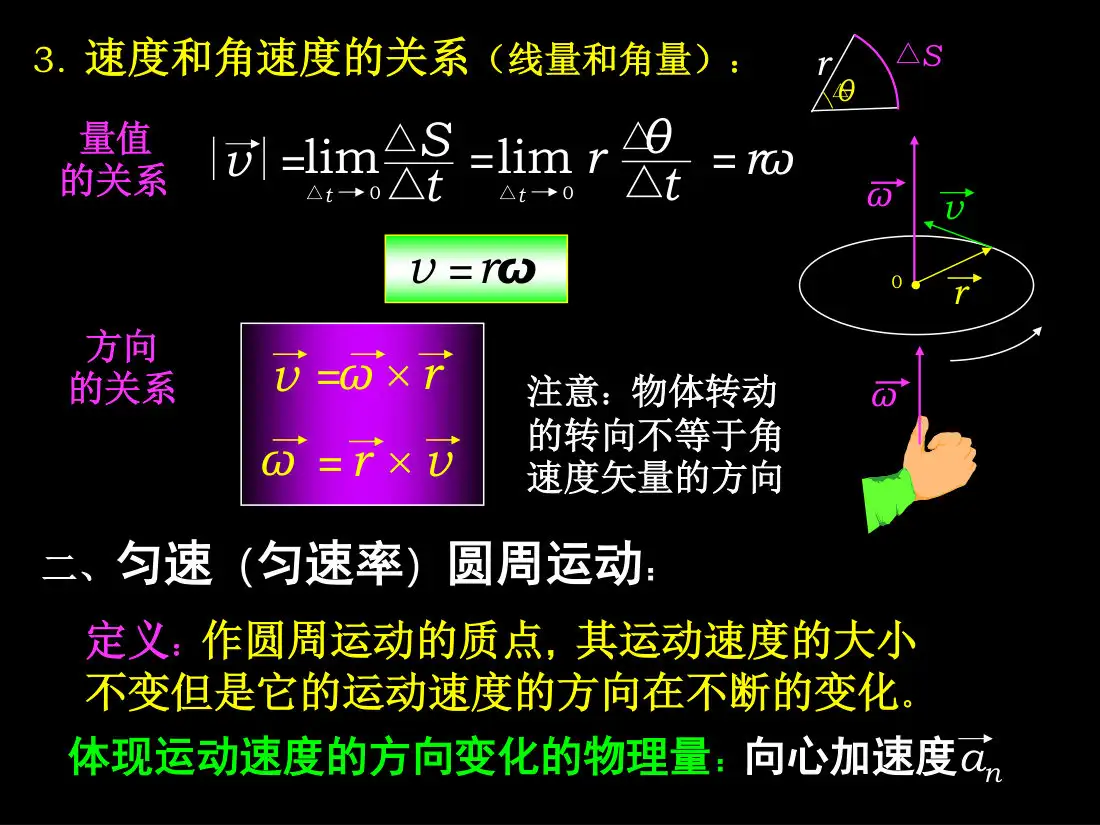 3. 速度和角速度的关系（线量和角量）：
r △θ △S
量值
的关系
|v⃗| = lim △t→0 △S/△t = lim △t→0 r △θ/△t = rω
v = rω
ω⃗ v⃗
0 r⃗
方向
的关系
v⃗ = ω⃗ × r⃗
ω⃗ = r⃗ × v⃗
注意：物体转动
的转向不等于角
速度矢量的方向
ω⃗
二、匀速（匀速率）圆周运动：
定义：作圆周运动的质点，其运动速度的大小
不变但是它的运动速度的方向在不断的变化。
体现运动速度的方向变化的物理量：向心加速度a⃗n